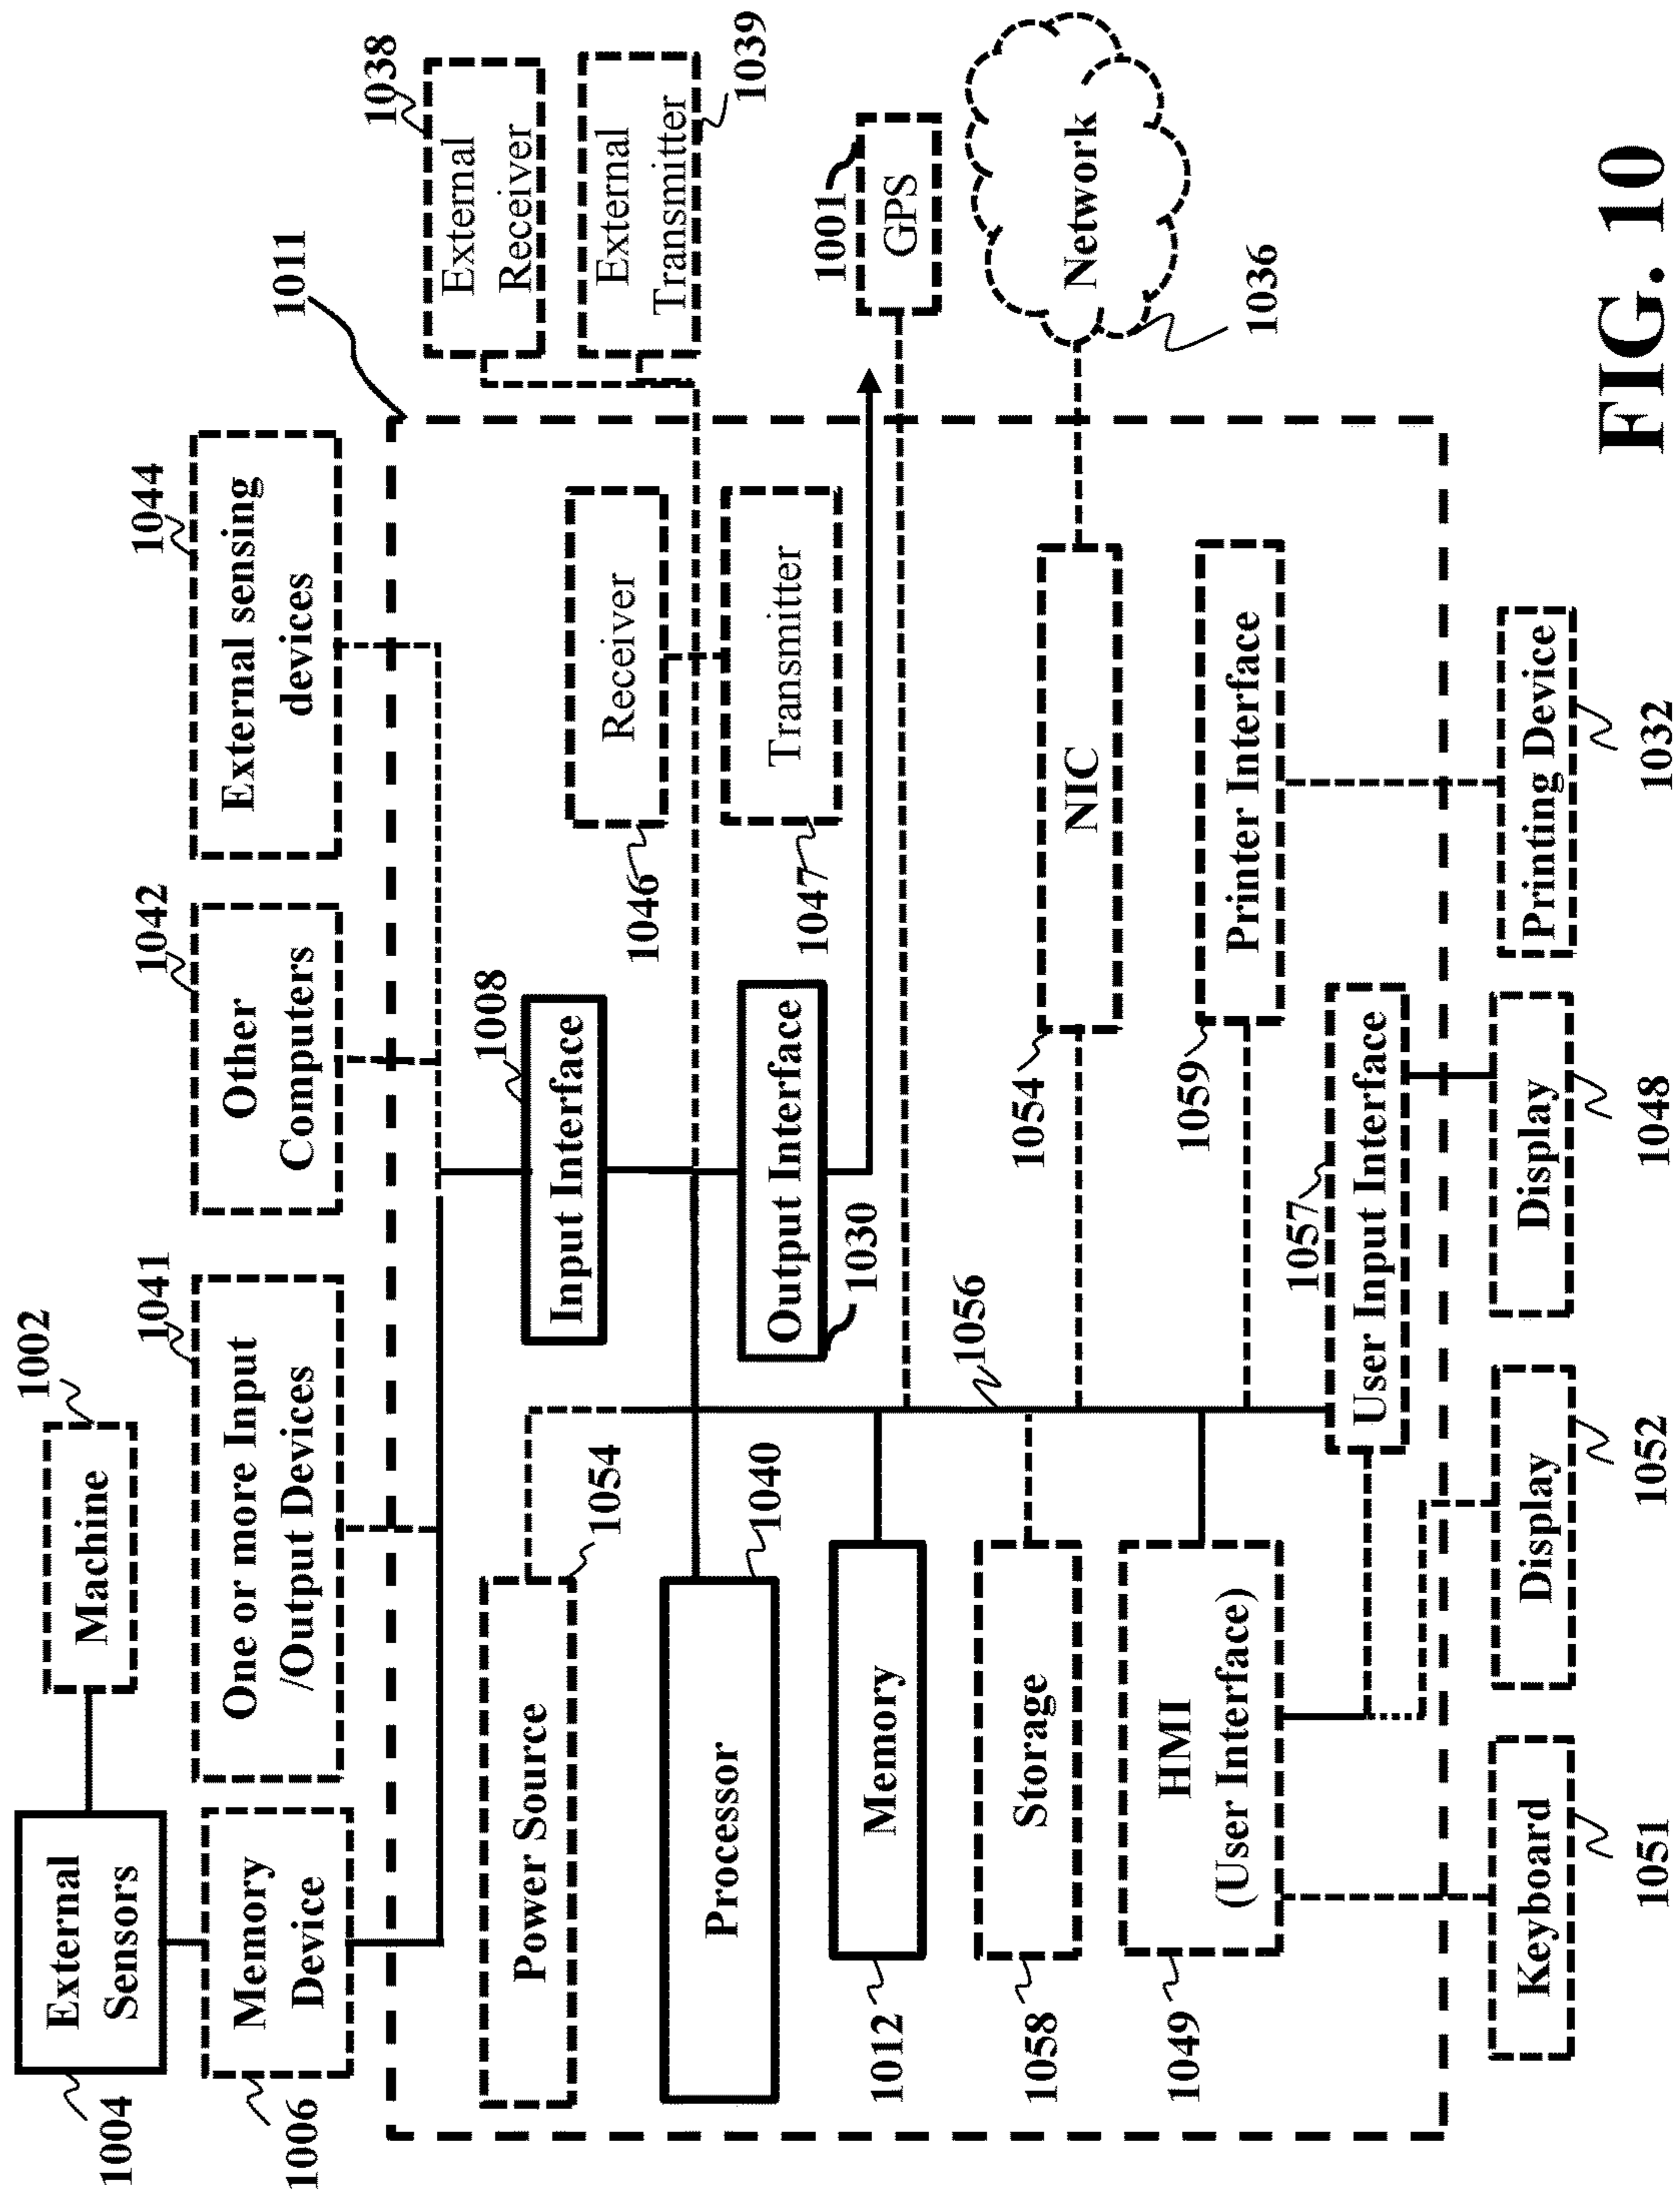 1002
Machine
External
Sensors
1004
Memory
Device
1006
1041
One or more Input
/Output Devices
1042
Other
Computers
1044
External sensing
devices
1011
1038
External
Receiver
External
Transmitter
1039
1001
GPS
Network
1036
Power Source
1054
Processor
1040
Memory
1012
Storage
1058
HMI
(User Interface)
1049
1008
Input Interface
Output Interface
1030
Receiver
1046
Transmitter
1047
1056
NIC
1054
Printer Interface
1059
1057
User Input Interface
Keyboard
1051
Display
1052
Display
1048
Printing Device
1032
FIG. 10